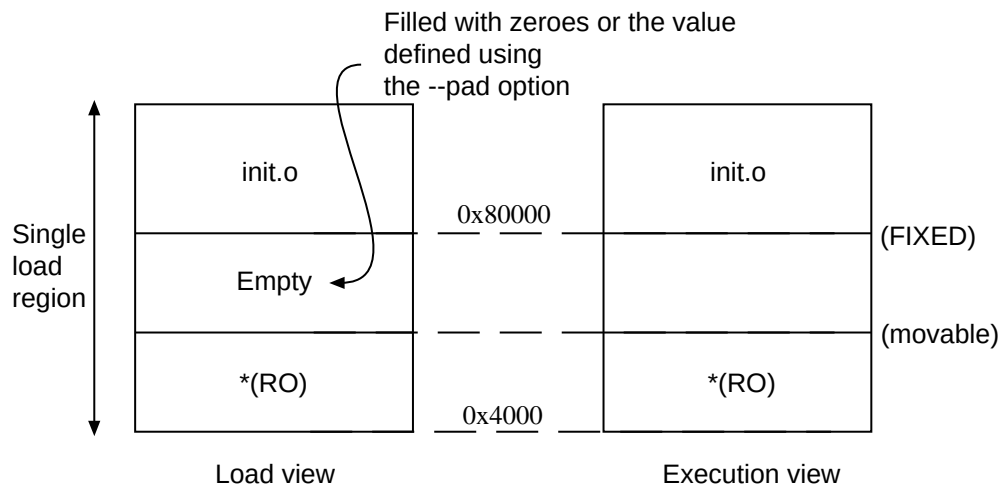 Filled with zeroes or the value
defined using
the --pad option
init.o
init.o
0x80000
Single
load
region
(FIXED)
Empty
(movable)
*(RO)
*(RO)
0x4000
Load view
Execution view